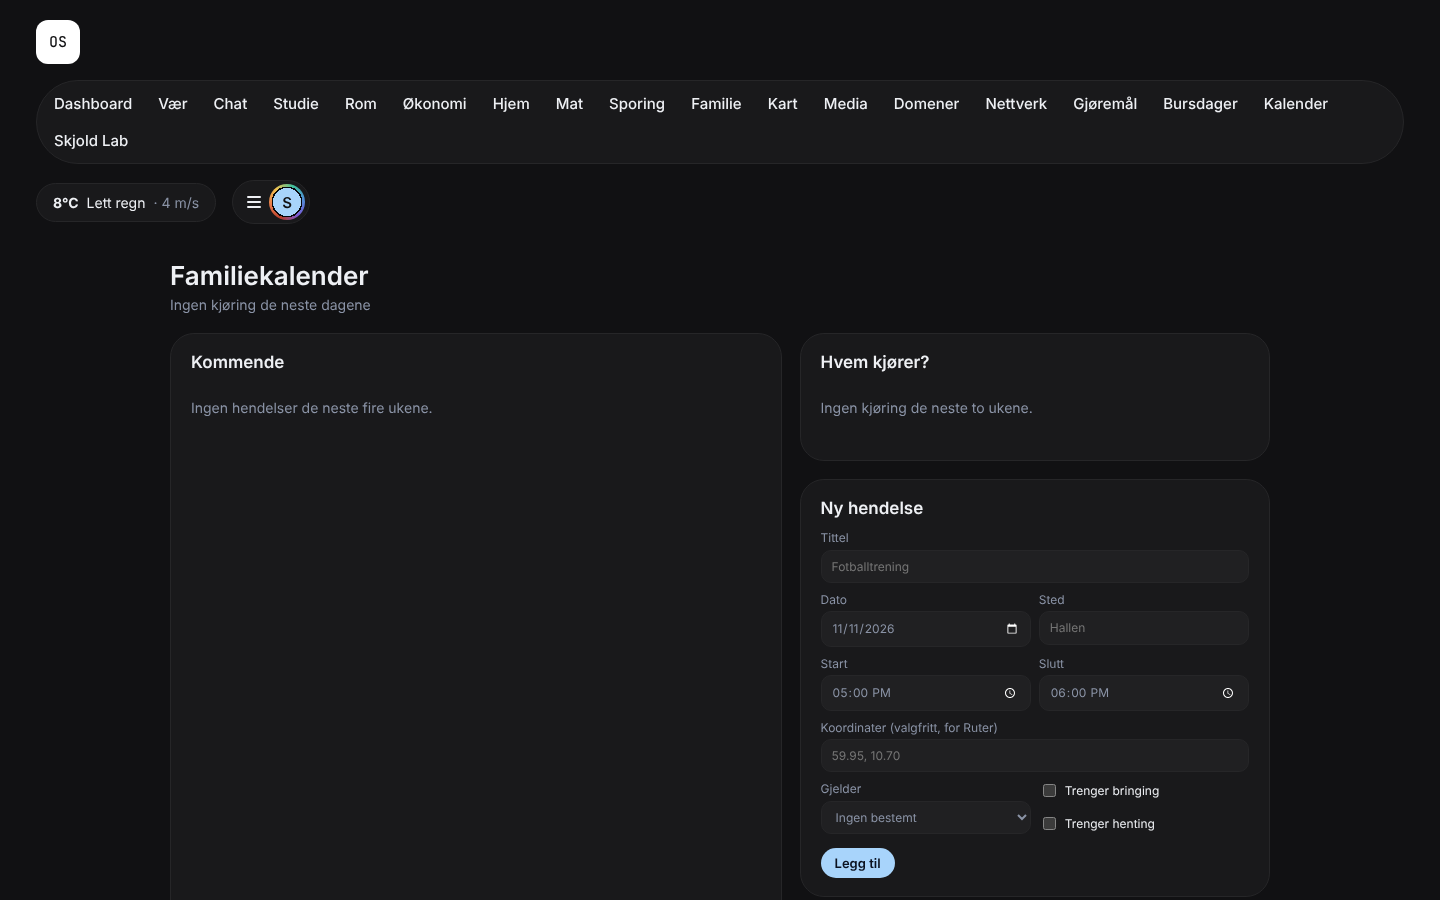 OS
Dashboard Vær Chat Studie Rom Økonomi Hjem Mat Sporing Familie Kart Media Domener Nettverk Gjøremål Bursdager Kalender
Skjold Lab
8°C Lett regn · 4 m/s
S
Familiekalender
Ingen kjøring de neste dagene
Kommende
Ingen hendelser de neste fire ukene.
Hvem kjører?
Ingen kjøring de neste to ukene.
Ny hendelse
Tittel
Fotballtrening
Dato Sted
11/11/2026 Hallen
Start Slutt
05:00 PM 06:00 PM
Koordinater (valgfritt, for Ruter)
59.95, 10.70
Gjelder
Ingen bestemt
Trenger bringing
Trenger henting
Legg til